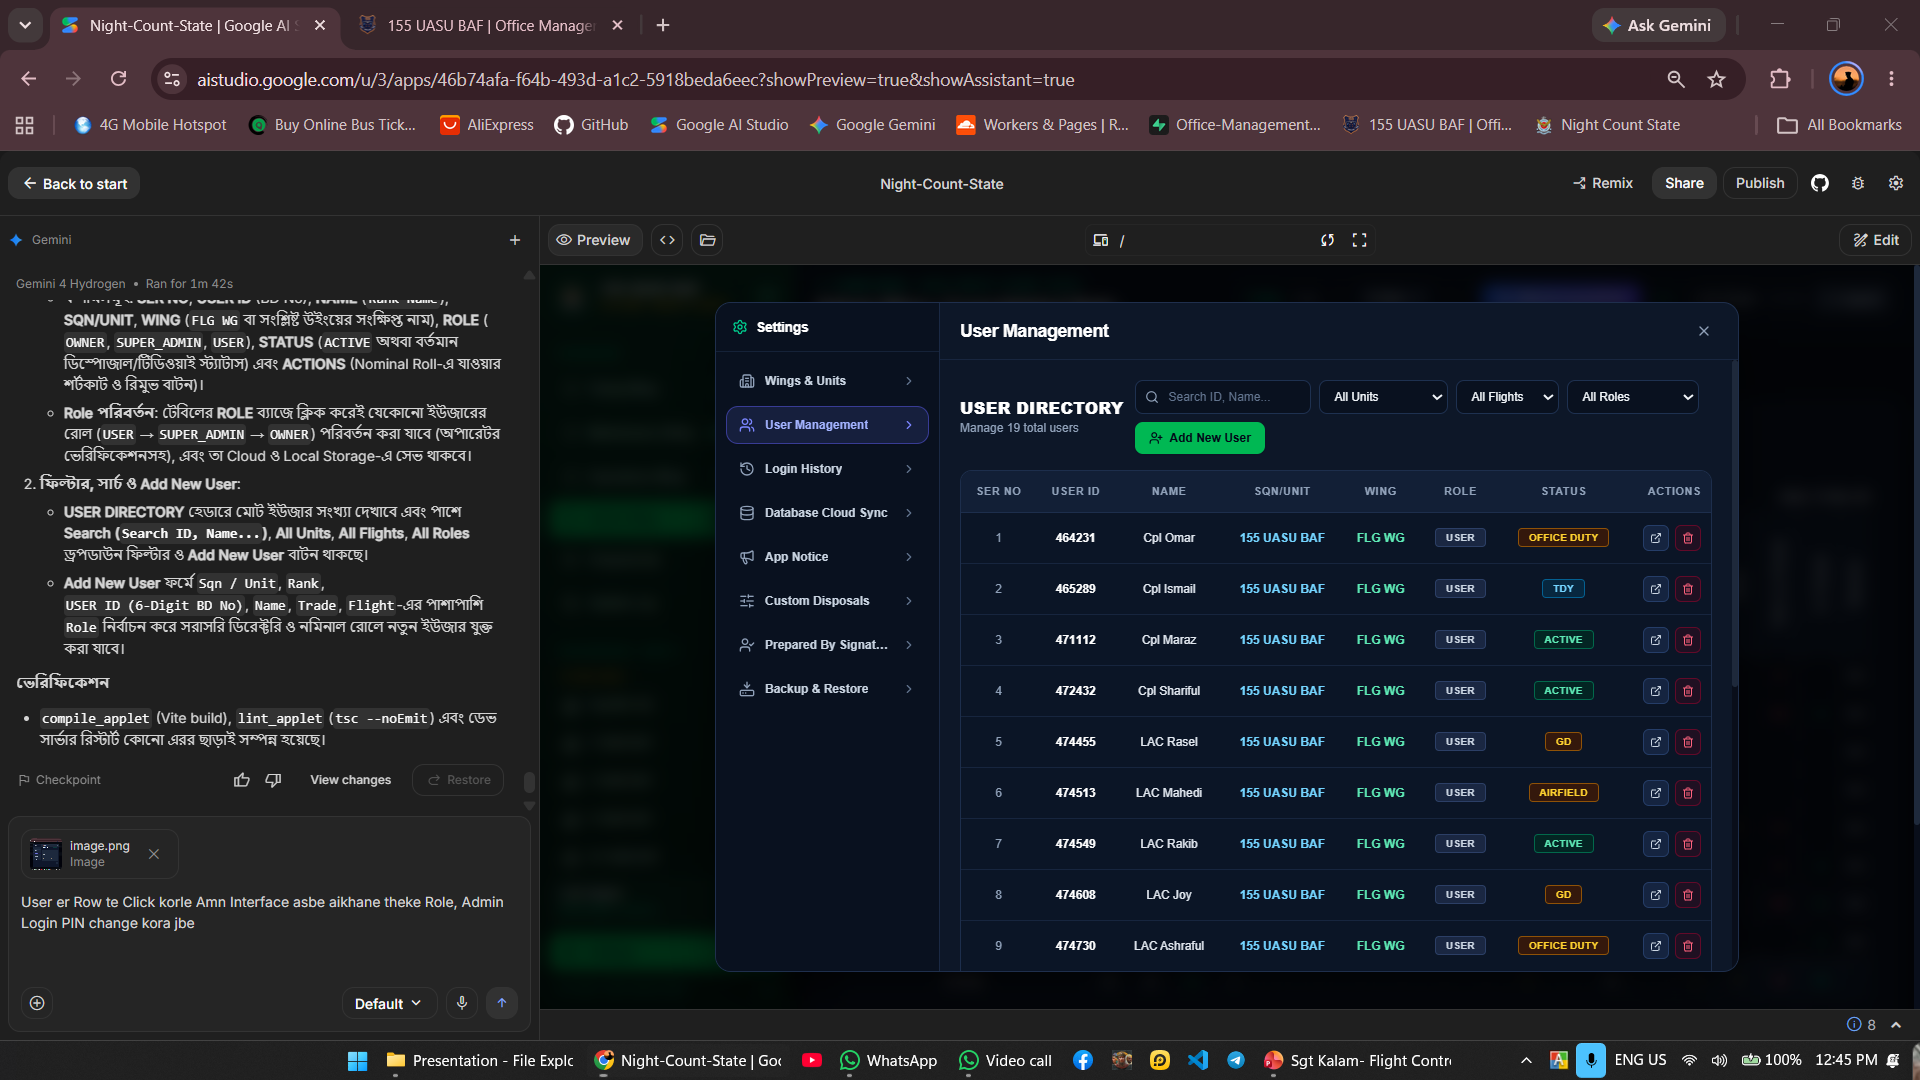 Night-Count-State | Google AI S
155 UASU BAF | Office Manage
Ask Gemini
aistudio.google.com/u/3/apps/46b74afa-f64b-493d-a1c2-5918beda6eec?showPreview=true&showAssistant=true
4G Mobile Hotspot
Buy Online Bus Tick...
AliExpress
GitHub
Google AI Studio
Google Gemini
Workers & Pages | R...
Office-Management...
155 UASU BAF | Offi...
Night Count State
All Bookmarks
Back to start
Night-Count-State
Remix
Share
Publish
Gemini
Preview
/
Edit
Gemini 4 Hydrogen • Ran for 1m 42s
SQN/UNIT, WING (FLG WG বা সংশ্লিষ্ট উইংয়ের সংক্ষিপ্ত নাম), ROLE (
OWNER, SUPER_ADMIN, USER), STATUS (ACTIVE অথবা বর্তমান
ডিস্পোজাল/টিডিওয়াই স্ট্যাটাস) এবং ACTIONS (Nominal Roll-এ যাওয়ার
শর্টকাট ও রিমুভ বাটন)।
Role পরিবর্তন: টেবিলের ROLE ব্যাজে ক্লিক করেই যেকোনো ইউজারের
রোল (USER → SUPER_ADMIN → OWNER) পরিবর্তন করা যাবে (অপারেটর
ভেরিফিকেশনসহ), এবং তা Cloud ও Local Storage-এ সেভ থাকবে।
2. ফিল্টার, সার্চ ও Add New User:
USER DIRECTORY হেডারে মোট ইউজার সংখ্যা দেখাবে এবং পাশে
Search (Search ID, Name...), All Units, All Flights, All Roles
ড্রপডাউন ফিল্টার ও Add New User বাটন থাকছে।
Add New User ফর্মে Sqn / Unit, Rank,
USER ID (6-Digit BD No), Name, Trade, Flight-এর পাশাপাশি
Role নির্বাচন করে সরাসরি ডিরেক্টরি ও নমিনাল রোলে নতুন ইউজার যুক্ত
করা যাবে।
ভেরিফিকেশন
compile_applet (Vite build), lint_applet (tsc --noEmit) এবং ডেভ
সার্ভার রিস্টার্ট কোনো এরর ছাড়াই সম্পন্ন হয়েছে।
Checkpoint
View changes
Restore
image.png
Image
User er Row te Click korle Amn Interface asbe aikhane theke Role, Admin
Login PIN change kora jbe
Default
Settings
Wings & Units
User Management
Login History
Database Cloud Sync
App Notice
Custom Disposals
Prepared By Signat...
Backup & Restore
User Management
USER DIRECTORY
Manage 19 total users
Search ID, Name...
All Units
All Flights
All Roles
Add New User
SER NO USER ID NAME SQN/UNIT WING ROLE STATUS ACTIONS
1 464231 Cpl Omar 155 UASU BAF FLG WG USER OFFICE DUTY
2 465289 Cpl Ismail 155 UASU BAF FLG WG USER TDY
3 471112 Cpl Maraz 155 UASU BAF FLG WG USER ACTIVE
4 472432 Cpl Shariful 155 UASU BAF FLG WG USER ACTIVE
5 474455 LAC Rasel 155 UASU BAF FLG WG USER GD
6 474513 LAC Mahedi 155 UASU BAF FLG WG USER AIRFIELD
7 474549 LAC Rakib 155 UASU BAF FLG WG USER ACTIVE
8 474608 LAC Joy 155 UASU BAF FLG WG USER GD
9 474730 LAC Ashraful 155 UASU BAF FLG WG USER OFFICE DUTY
8
Presentation - File Explo
Night-Count-State | Goo
WhatsApp
Video call
Sgt Kalam- Flight Contr
ENG US
100%
12:45 PM